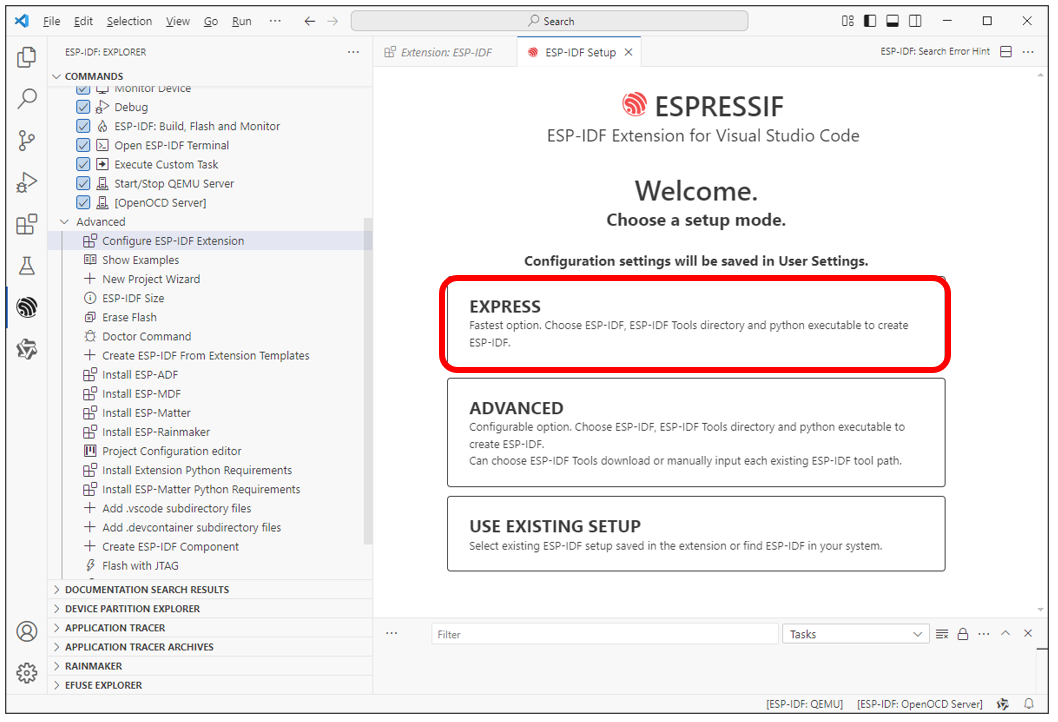 File Edit Selection View Go Run ··· Search
ESP-IDF: EXPLORER ···
COMMANDS
Monitor Device
Debug
ESP-IDF: Build, Flash and Monitor
Open ESP-IDF Terminal
Execute Custom Task
Start/Stop QEMU Server
[OpenOCD Server]
Advanced
Configure ESP-IDF Extension
Show Examples
New Project Wizard
ESP-IDF Size
Erase Flash
Doctor Command
Create ESP-IDF From Extension Templates
Install ESP-ADF
Install ESP-MDF
Install ESP-Matter
Install ESP-Rainmaker
Project Configuration editor
Install Extension Python Requirements
Install ESP-Matter Python Requirements
Add .vscode subdirectory files
Add .devcontainer subdirectory files
Create ESP-IDF Component
Flash with JTAG
DOCUMENTATION SEARCH RESULTS
DEVICE PARTITION EXPLORER
APPLICATION TRACER
APPLICATION TRACER ARCHIVES
RAINMAKER
EFUSE EXPLORER
Extension: ESP-IDF ESP-IDF Setup ESP-IDF: Search Error Hint ···
ESPRESSIF
ESP-IDF Extension for Visual Studio Code
Welcome.
Choose a setup mode.
Configuration settings will be saved in User Settings.
EXPRESS
Fastest option. Choose ESP-IDF, ESP-IDF Tools directory and python executable to create
ESP-IDF.
ADVANCED
Configurable option. Choose ESP-IDF, ESP-IDF Tools directory and python executable to
create ESP-IDF.
Can choose ESP-IDF Tools download or manually input each existing ESP-IDF tool path.
USE EXISTING SETUP
Select existing ESP-IDF setup saved in the extension or find ESP-IDF in your system.
··· Filter Tasks ···
[ESP-IDF: QEMU] [ESP-IDF: OpenOCD Server]